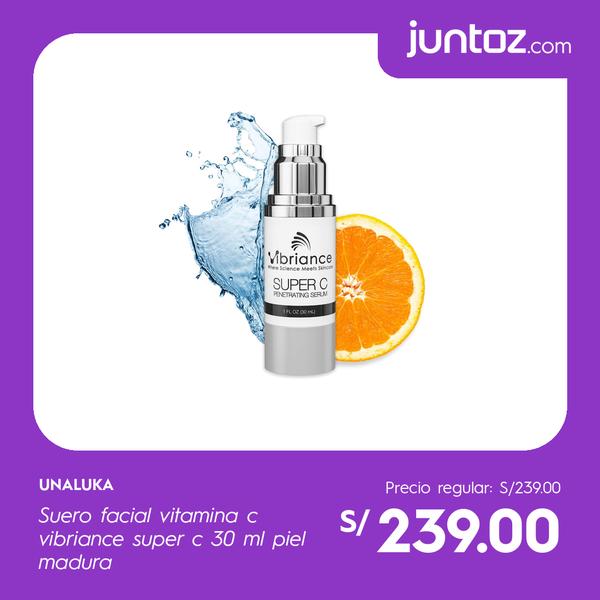 juntoz.com
Vibriance
Where Science Meets Skincare
SUPER C
PENETRATING SERUM
1 FL OZ (30 mL)
UNALUKA
Suero facial vitamina c
vibriance super c 30 ml piel
madura
Precio regular: S/239.00
S/ 239.00